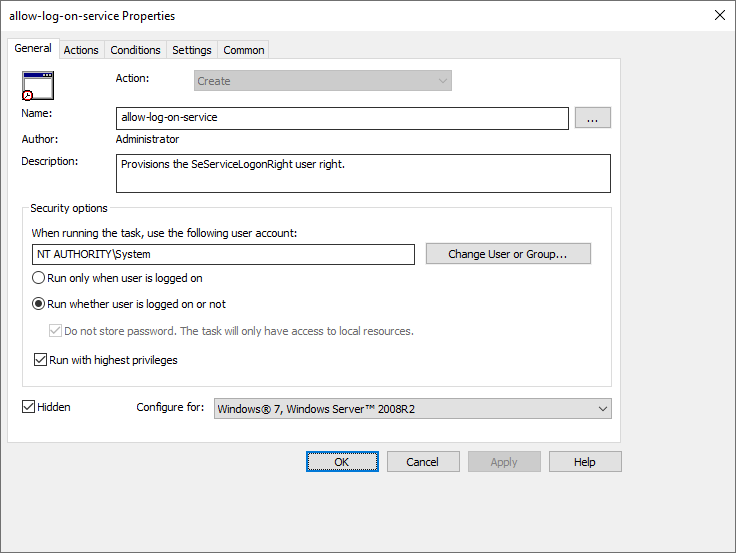 allow-log-on-service Properties
General Actions Conditions Settings Common
Action: Create
Name: allow-log-on-service ...
Author: Administrator
Description: Provisions the SeServiceLogonRight user right.
Security options
When running the task, use the following user account:
NT AUTHORITY\System Change User or Group...
Run only when user is logged on
Run whether user is logged on or not
Do not store password. The task will only have access to local resources.
Run with highest privileges
Hidden Configure for: Windows® 7, Windows Server™ 2008R2
OK Cancel Apply Help